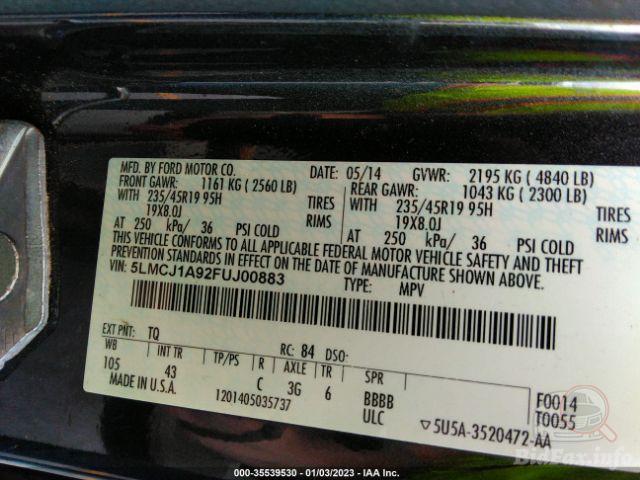 MFD. BY FORD MOTOR CO.
DATE: 05/14 GVWR: 2195 KG ( 4840 LB)
FRONT GAWR: 1161 KG ( 2560 LB) REAR GAWR: 1043 KG ( 2300 LB)
WITH 235/45R19 95H TIRES WITH 235/45R19 95H TIRES
19X8.0J RIMS 19X8.0J RIMS
AT 250 kPa/ 36 PSI COLD AT 250 kPa/ 36 PSI COLD
THIS VEHICLE CONFORMS TO ALL APPLICABLE FEDERAL MOTOR VEHICLE SAFETY AND THEFT
PREVENTION STANDARDS IN EFFECT ON THE DATE OF MANUFACTURE SHOWN ABOVE.
VIN: 5LMCJ1A92FUJ00883
TYPE: MPV
EXT PNT: TQ RC: 84 DSO:
WB INT TR TP/PS R AXLE TR SPR
105 43 C 3G 6 BBBB F0014
MADE IN U.S.A. 1201405035737 ULC T0055
▽5U5A-3520472-AA
BidFax.info
000-35539530 - 01/03/2023 - IAA Inc.